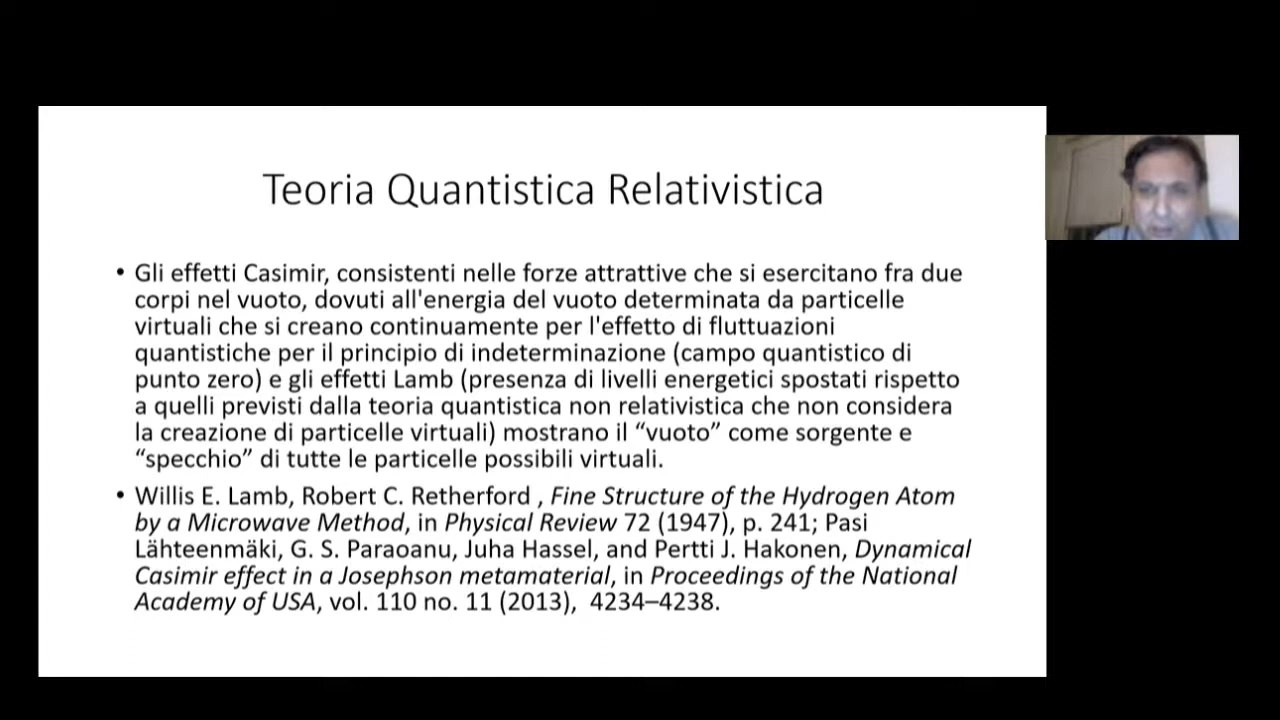 Teoria Quantistica Relativistica
• Gli effetti Casimir, consistenti nelle forze attrattive che si esercitano fra due
corpi nel vuoto, dovuti all'energia del vuoto determinata da particelle
virtuali che si creano continuamente per l'effetto di fluttuazioni
quantistiche per il principio di indeterminazione (campo quantistico di
punto zero) e gli effetti Lamb (presenza di livelli energetici spostati rispetto
a quelli previsti dalla teoria quantistica non relativistica che non considera
la creazione di particelle virtuali) mostrano il “vuoto” come sorgente e
“specchio” di tutte le particelle possibili virtuali.
• Willis E. Lamb, Robert C. Retherford , Fine Structure of the Hydrogen Atom
by a Microwave Method, in Physical Review 72 (1947), p. 241; Pasi
Lähteenmäki, G. S. Paraoanu, Juha Hassel, and Pertti J. Hakonen, Dynamical
Casimir effect in a Josephson metamaterial, in Proceedings of the National
Academy of USA, vol. 110 no. 11 (2013),  4234–4238.